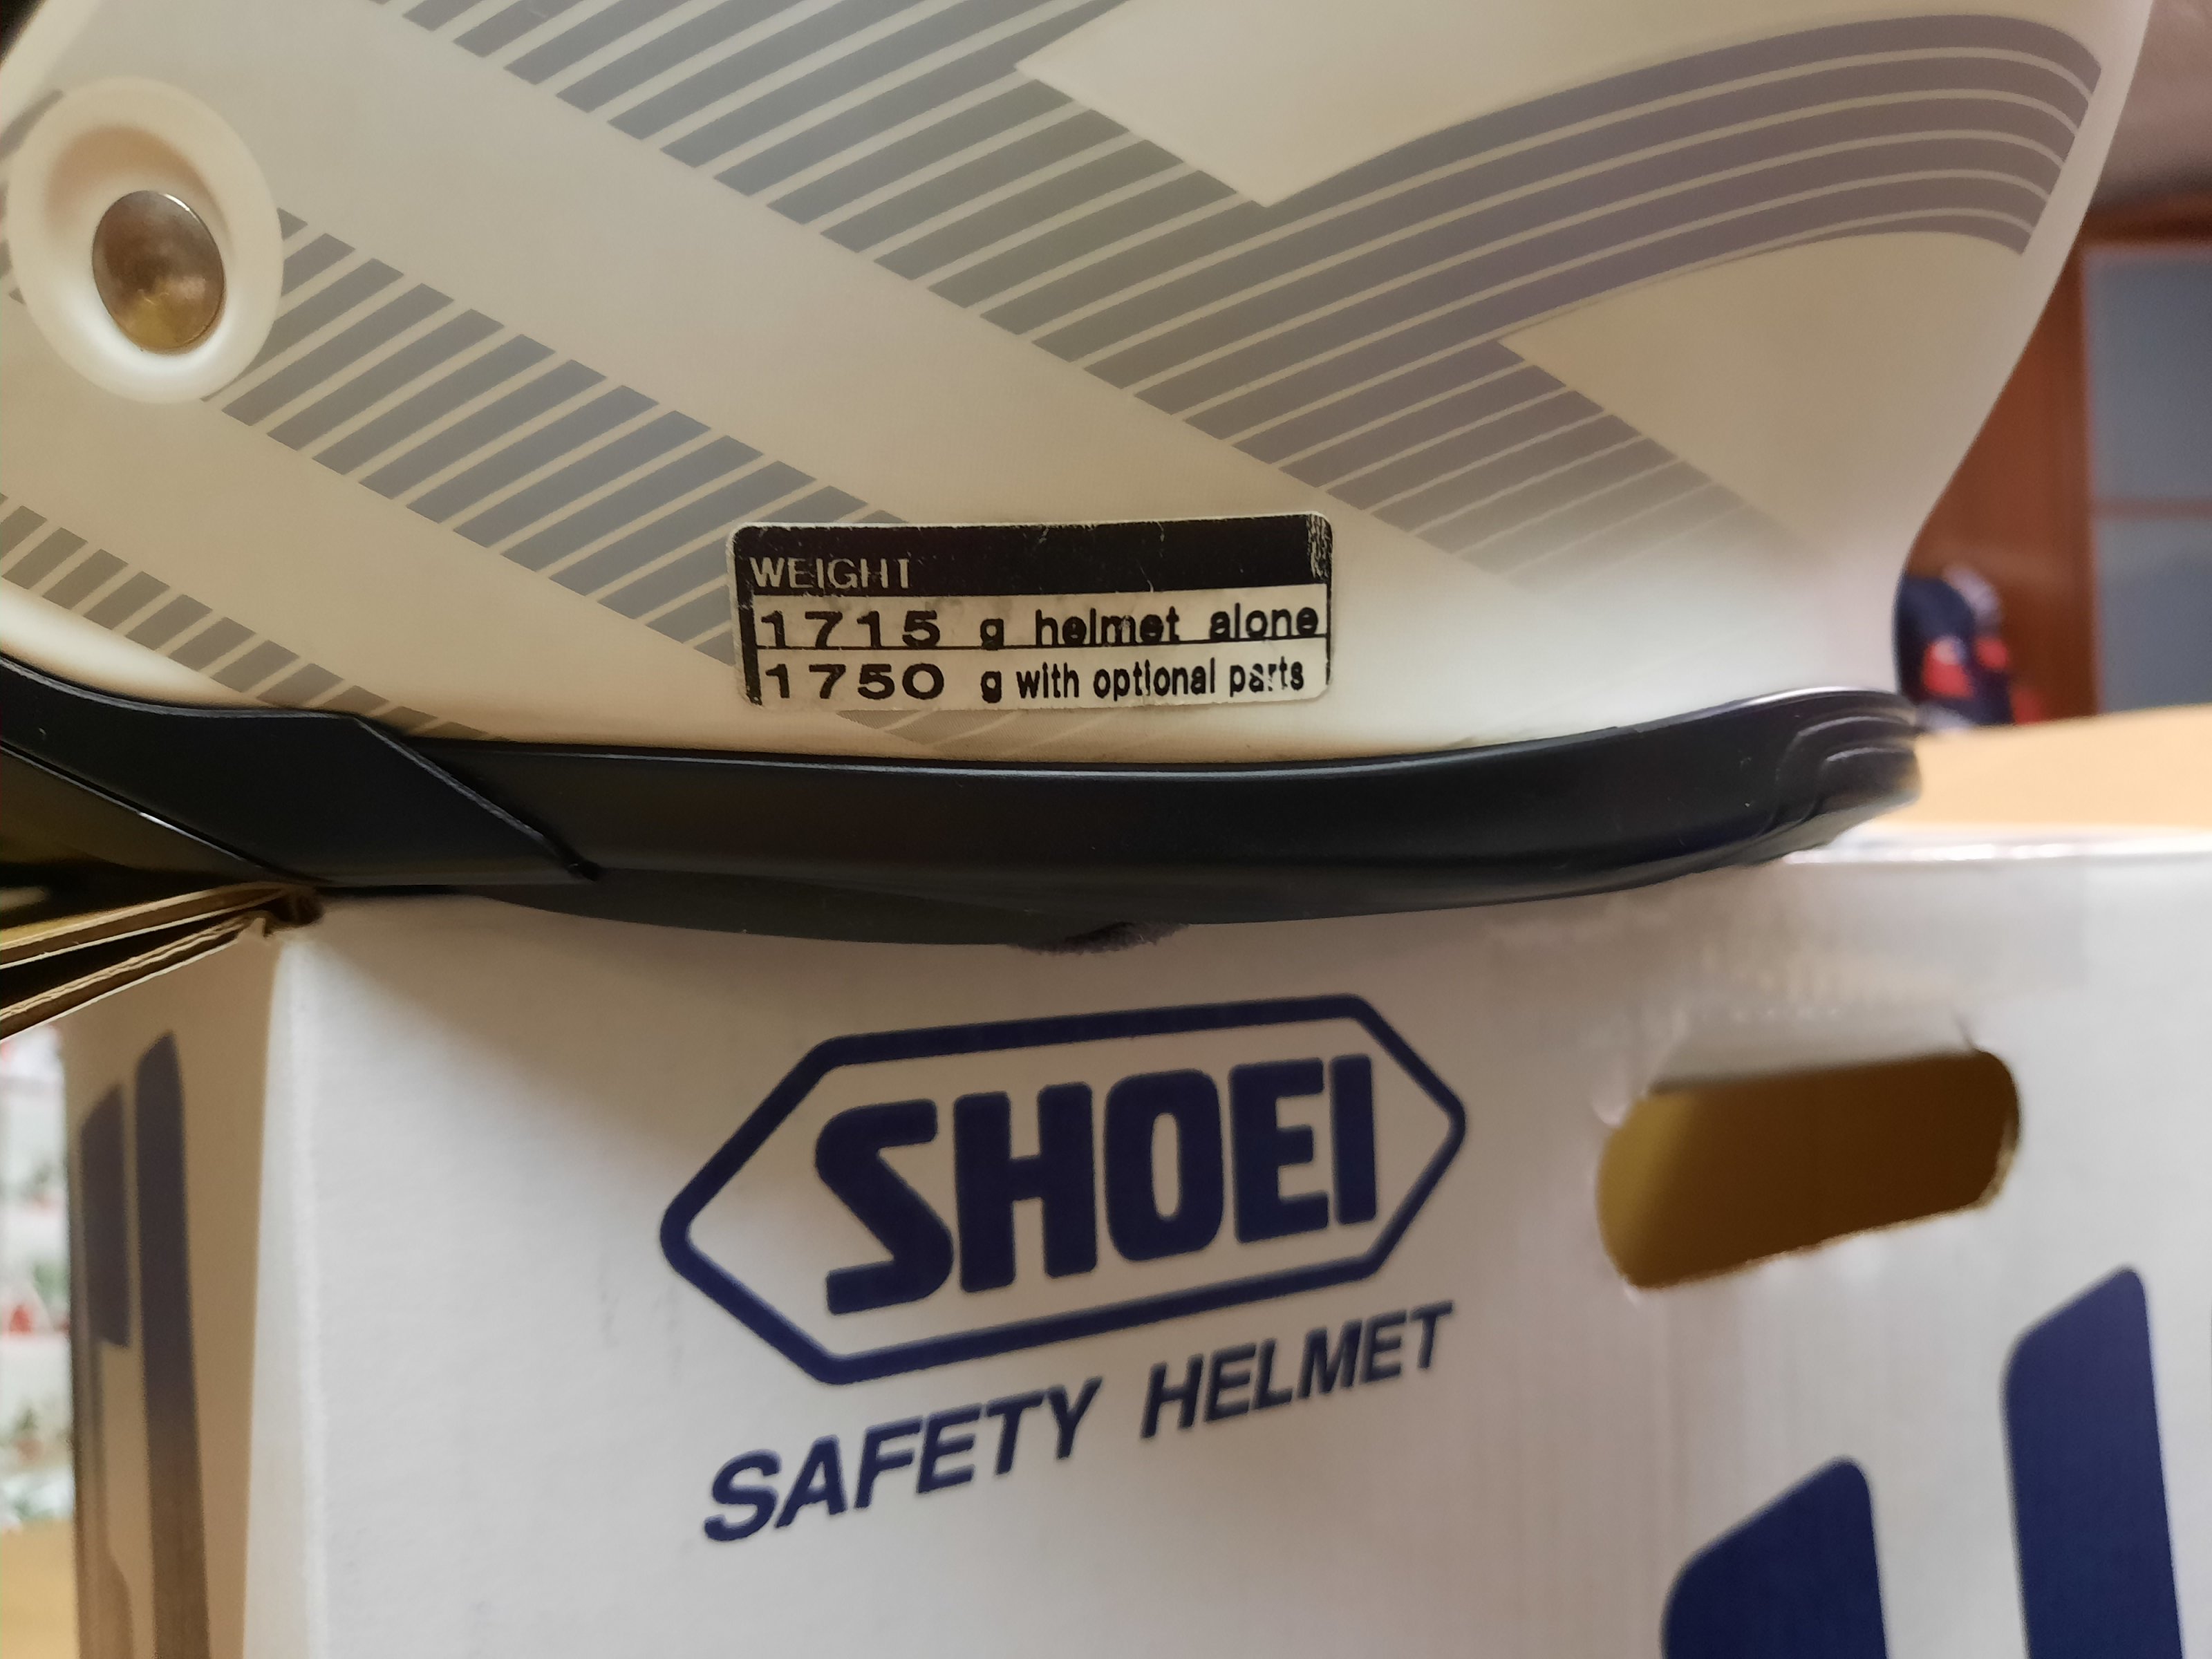 WEIGHT
1715 g helmet alone
1750 g with optional parts
SHOEI
SAFETY HELMET